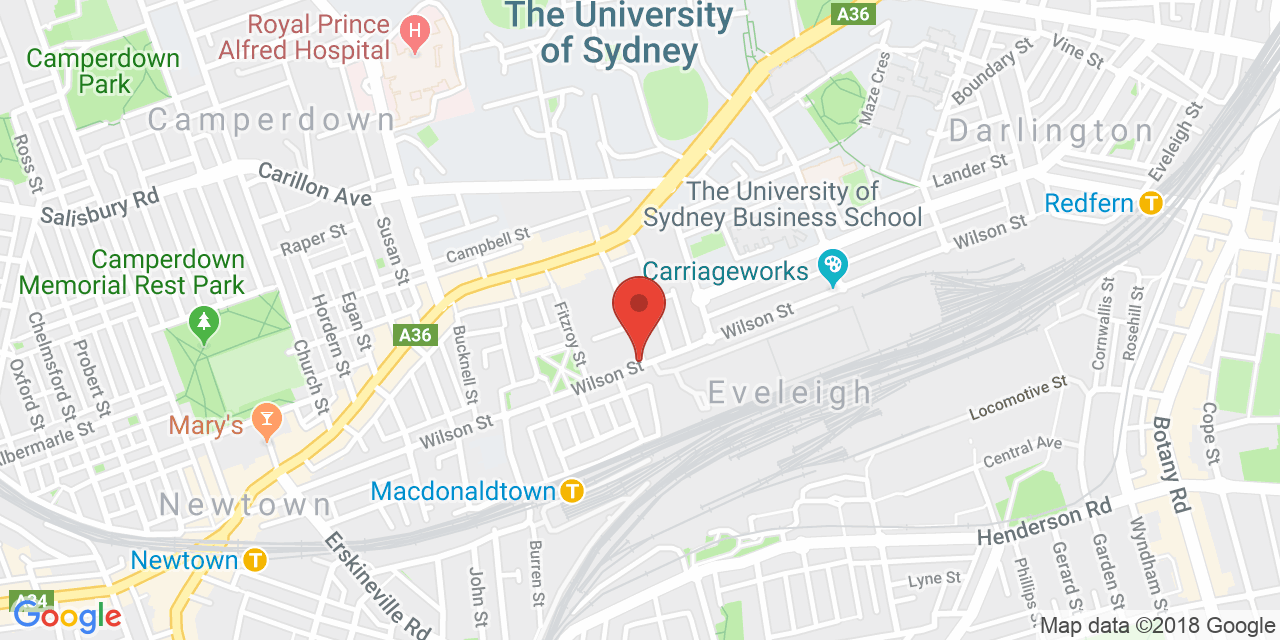 The University
of Sydney
A36
Royal Prince
Alfred Hospital
H
Camperdown
Park
Camperdown
Vine St
Boundary St
Maze Cres
Darlington
Eveleigh St
Ross St
Carillon Ave
Salisbury Rd
Lander St
The University of
Sydney Business School
Redfern
T
Susan St
Raper St
Campbell St
Wilson St
Camperdown
Memorial Rest Park
Carriageworks
Egan St
Hordern St
Fitzroy St
Wilson St
Cornwallis St
Rosehill St
A36
Chelmsford St
Probert St
Oxford St
Church St
Bucknell St
Wilson St
Eveleigh
Locomotive St
Cope St
Botany Rd
Mary's
Wilson St
Central Ave
Macdonaldtown
T
Newtown
Henderson Rd
Newtown
T
Erskineville Rd
John St
Burren St
Lyne St
Phillips St
Gerard St
Garden St
Wyndham St
Google
Map data ©2018 Google